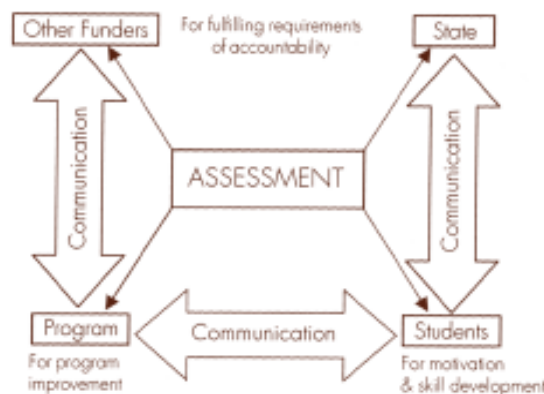 Other Funders
For fulfilling requirements
of accountability
State
Communication
ASSESSMENT
Communication
Program
Communication
Students
For program
improvement
For motivation
& skill development